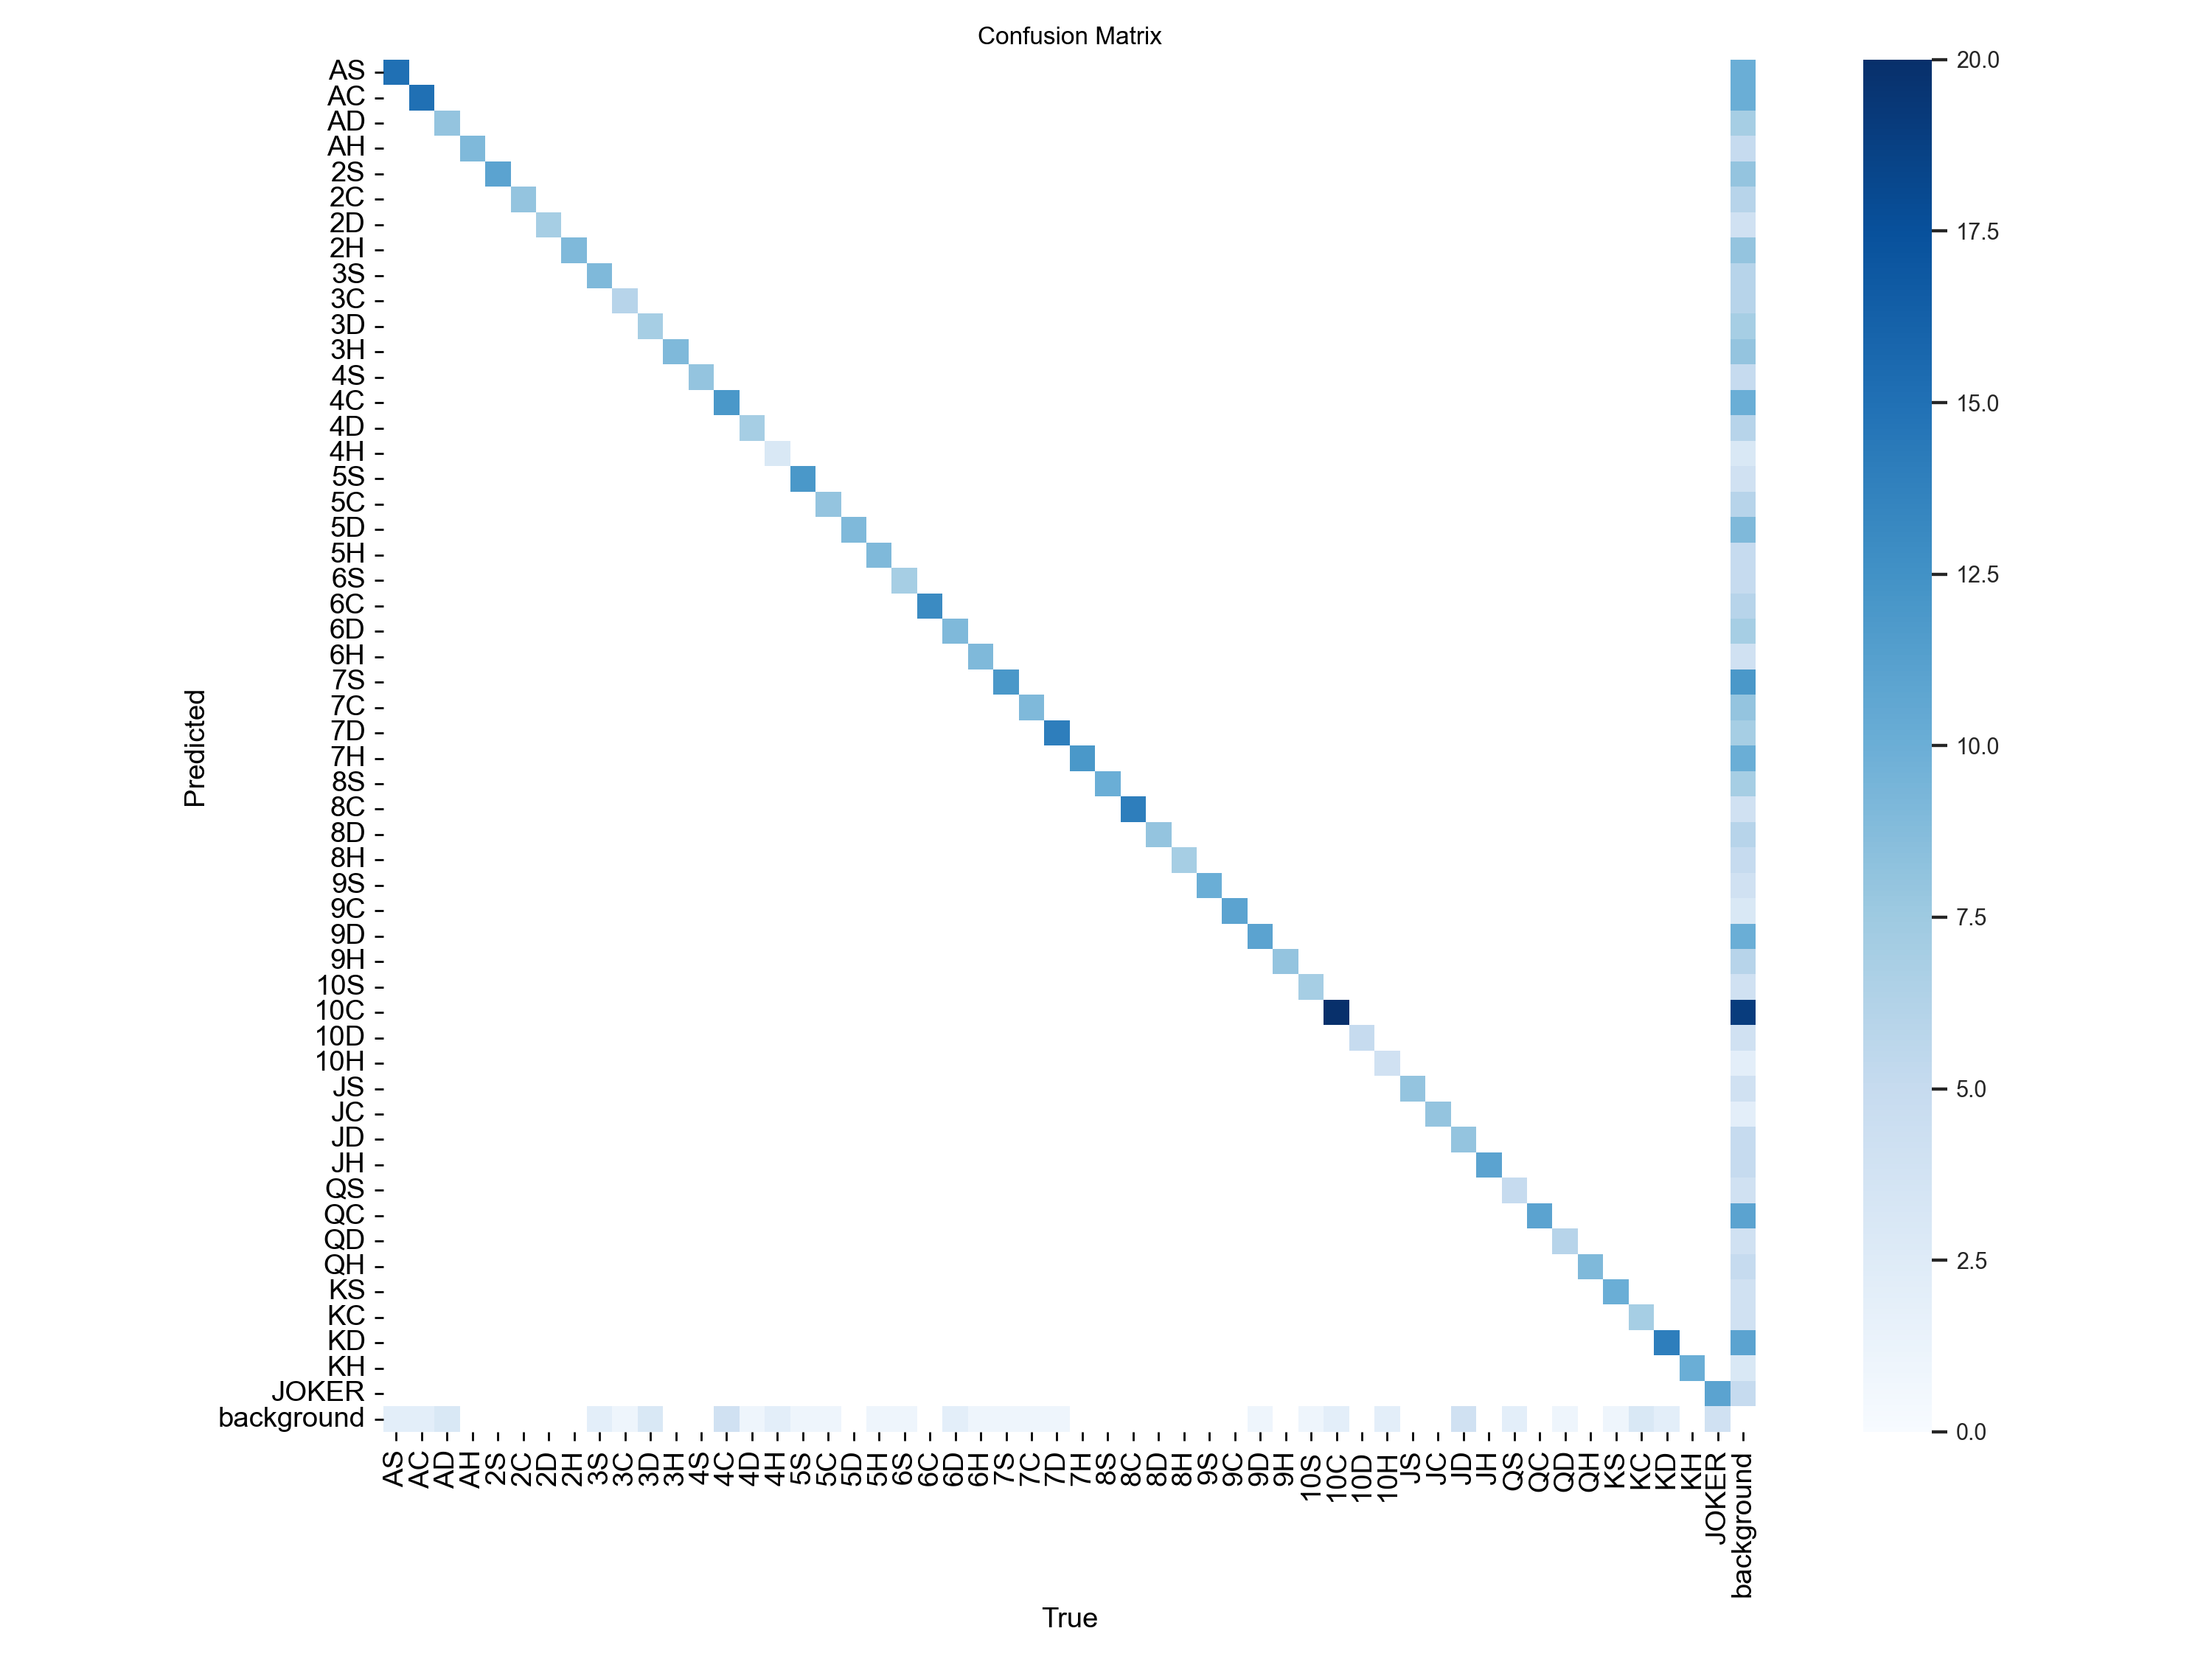 Confusion Matrix
AS
AC
AD
AH
2S
2C
2D
2H
3S
3C
3D
3H
4S
4C
4D
4H
5S
5C
5D
5H
6S
6C
6D
6H
7S
7C
7D
7H
8S
8C
8D
8H
9S
9C
9D
9H
10S
10C
10D
10H
JS
JC
JD
JH
QS
QC
QD
QH
KS
KC
KD
KH
JOKER
background
Predicted
AS AC AD AH 2S 2C 2D 2H 3S 3C 3D 3H 4S 4C 4D 4H 5S 5C 5D 5H 6S 6C 6D 6H 7S 7C 7D 7H 8S 8C 8D 8H 9S 9C 9D 9H 10S 10C 10D 10H JS JC JD JH QS QC QD QH KS KC KD KH JOKER background
True
20.0
17.5
15.0
12.5
10.0
7.5
5.0
2.5
0.0